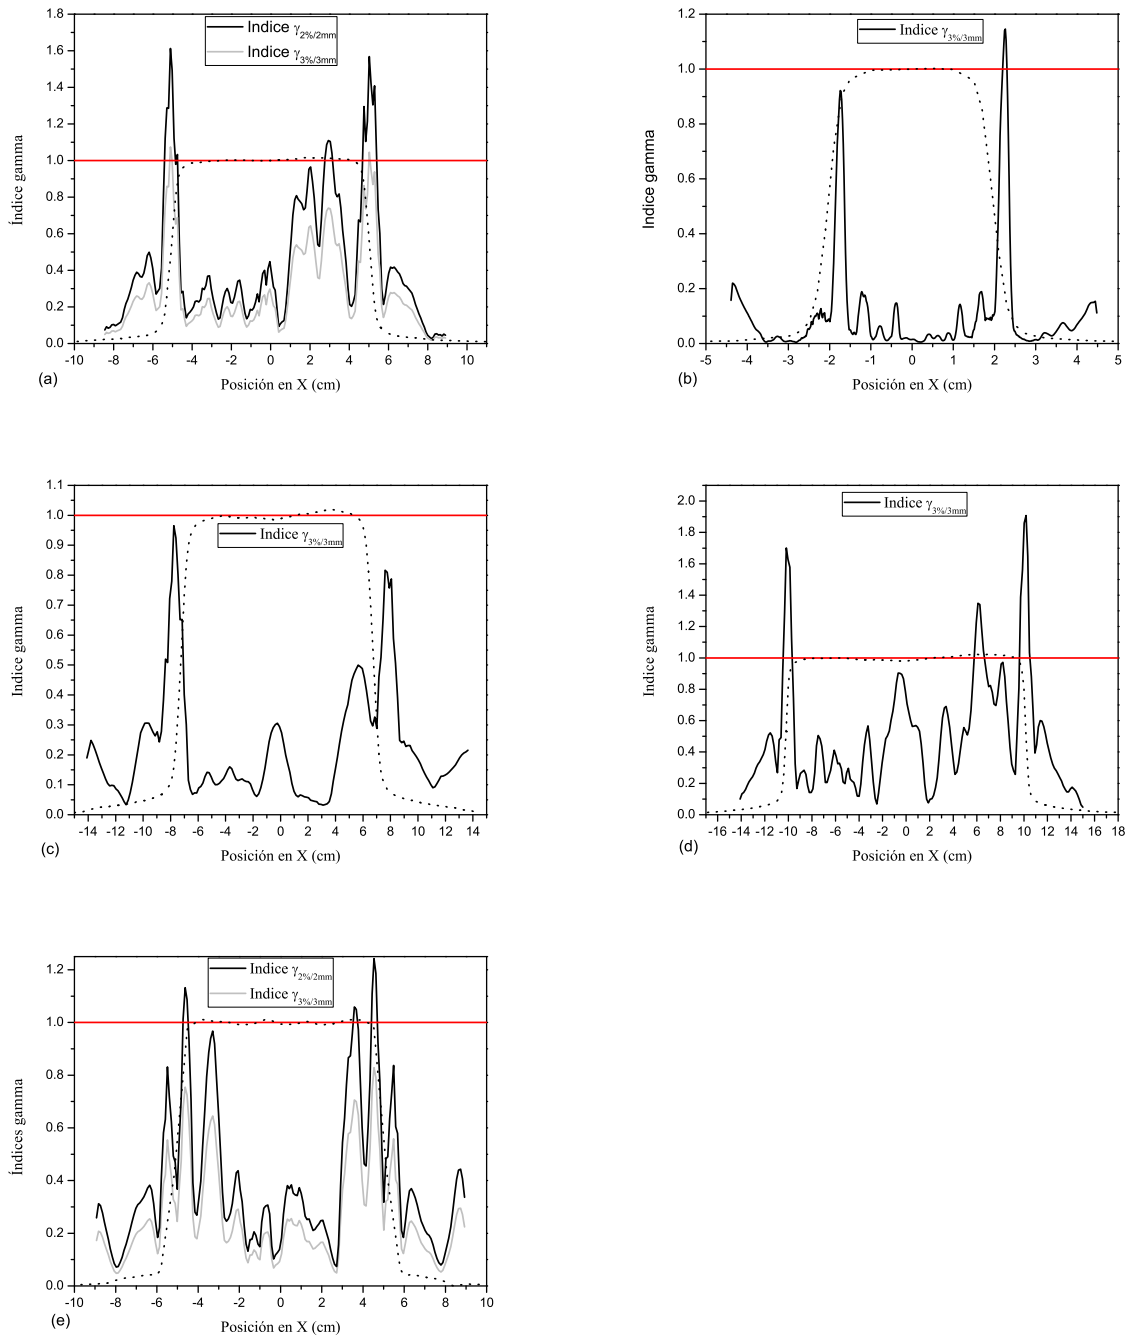 Indice γ2%/2mm
Indice γ3%/3mm
Índice gamma
1.8
1.6
1.4
1.2
1.0
0.8
0.6
0.4
0.2
0.0
-10 -8 -6 -4 -2 0 2 4 6 8 10
Posición en X (cm)
(a)
Indice γ3%/3mm
Indice gamma
1.2
1.0
0.8
0.6
0.4
0.2
0.0
-5 -4 -3 -2 -1 0 1 2 3 4 5
Posición en X (cm)
(b)
Indice γ3%/3mm
Indice gamma
1.1
1.0
0.9
0.8
0.7
0.6
0.5
0.4
0.3
0.2
0.1
0.0
-14 -12 -10 -8 -6 -4 -2 0 2 4 6 8 10 12 14
Posición en X (cm)
(c)
Indice γ3%/3mm
Indice gamma
2.0
1.8
1.6
1.4
1.2
1.0
0.8
0.6
0.4
0.2
0.0
-16 -14 -12 -10 -8 -6 -4 -2 0 2 4 6 8 10 12 14 16 18
Posición en X (cm)
(d)
Indice γ2%/2mm
Indice γ3%/3mm
Índices gamma
1.2
1.0
0.8
0.6
0.4
0.2
0.0
-10 -8 -6 -4 -2 0 2 4 6 8 10
Posición en X (cm)
(e)